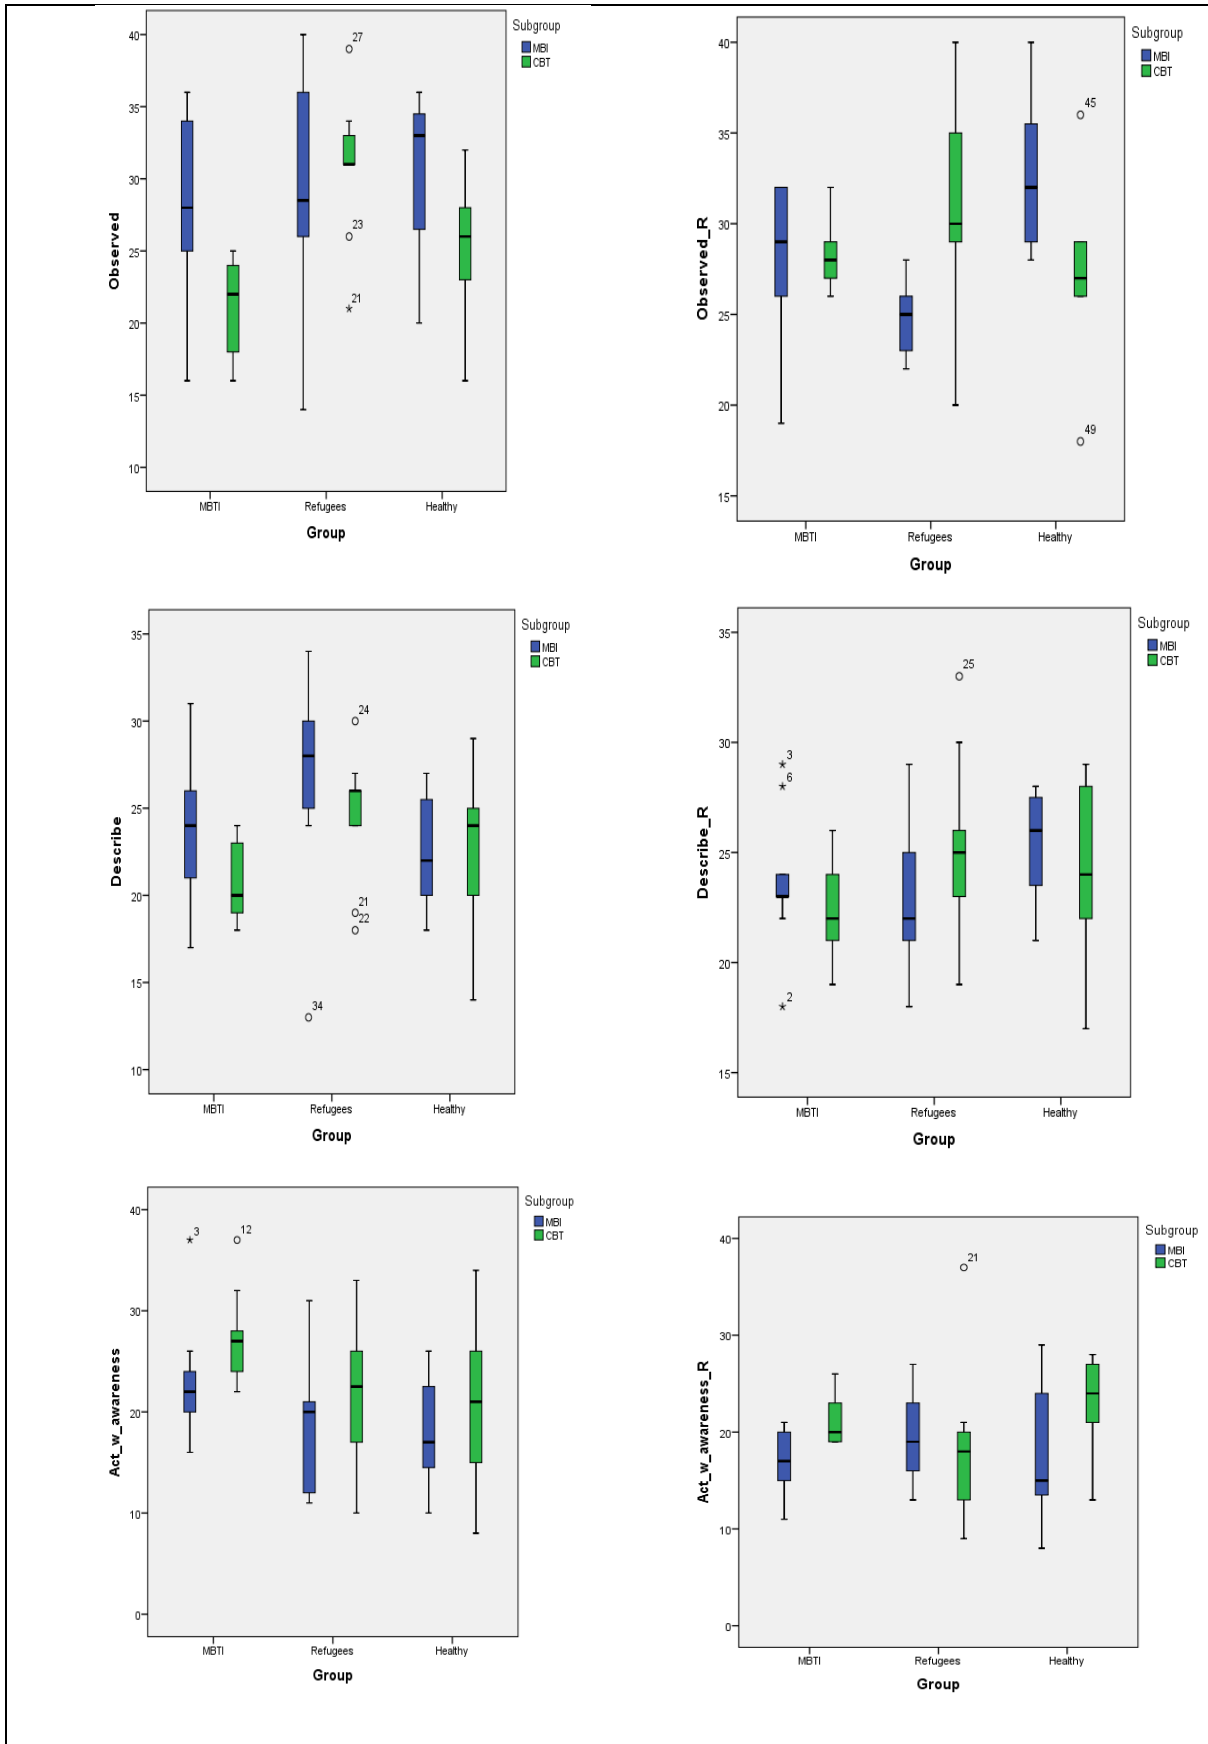 Subgroup
MBI
CBT
40
35
30
25
20
15
10
Observed
27
23
21
*
MBTI
Refugees
Healthy
Group
Subgroup
MBI
CBT
40
35
30
25
20
15
Observed_R
45
49
MBTI
Refugees
Healthy
Group
Subgroup
MBI
CBT
35
30
25
20
15
10
Describe
24
21
22
34
MBTI
Refugees
Healthy
Group
Subgroup
MBI
CBT
35
30
25
20
15
Describe_R
3
*
6
*
2
*
25
MBTI
Refugees
Healthy
Group
Subgroup
MBI
CBT
40
30
20
10
0
Act_w_awareness
3
*
12
MBTI
Refugees
Healthy
Group
Subgroup
MBI
CBT
40
30
20
10
0
Act_w_awareness_R
21
MBTI
Refugees
Healthy
Group